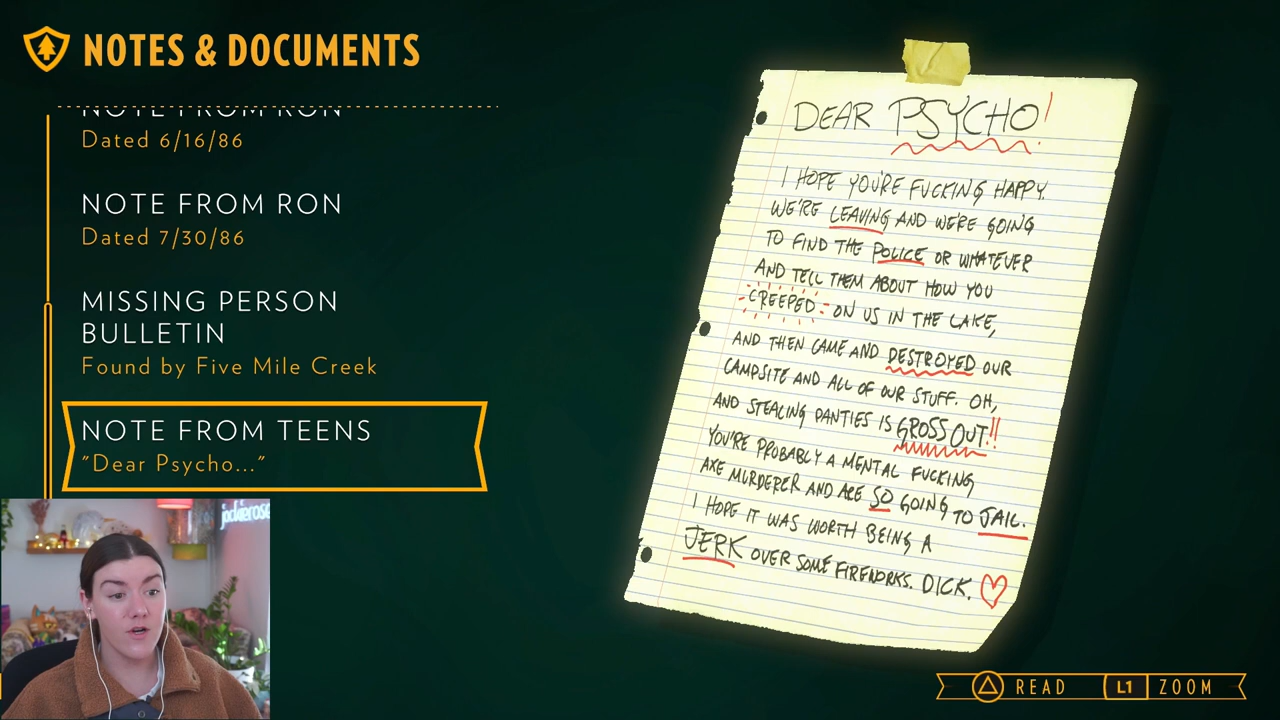 NOTES & DOCUMENTS
NOTE FROM RON
Dated 6/16/86
NOTE FROM RON
Dated 7/30/86
MISSING PERSON
BULLETIN
Found by Five Mile Creek
NOTE FROM TEENS
"Dear Psycho..."
DEAR PSYCHO!
I HOPE YOU'RE FUCKING HAPPY.
WE'RE LEAVING AND WE'RE GOING
TO FIND THE POLICE OR WHATEVER
AND TELL THEM ABOUT HOW YOU
CREEPED ON US IN THE LAKE,
AND THEN CAME AND DESTROYED OUR
CAMPSITE AND ALL OF OUR STUFF. OH,
AND STEALING PANTIES IS GROSS OUT!!
YOU'RE PROBABLY A MENTAL FUCKING
AXE MURDERER AND ARE SO GOING TO JAIL.
I HOPE IT WAS WORTH BEING A
JERK OVER SOME FIREWORKS. DICK.
READ L1 ZOOM